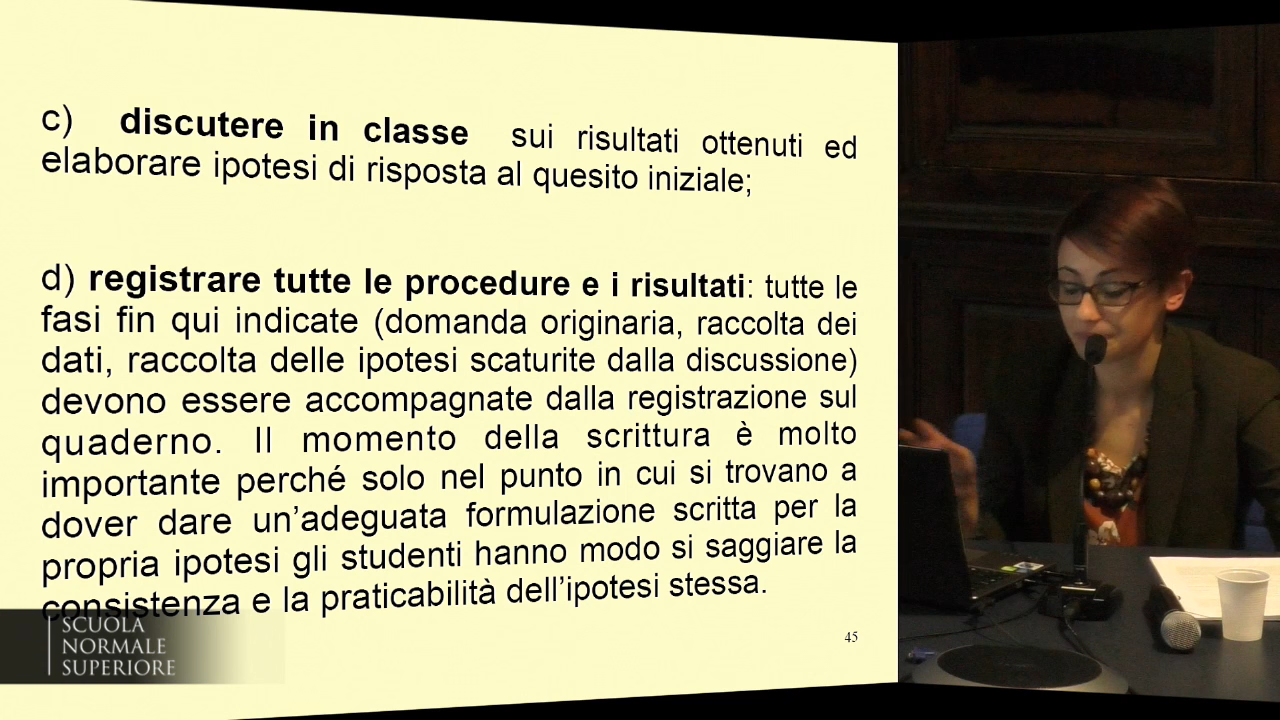 c) discutere in classe sui risultati ottenuti ed
elaborare ipotesi di risposta al quesito iniziale;
d) registrare tutte le procedure e i risultati: tutte le
fasi fin qui indicate (domanda originaria, raccolta dei
dati, raccolta delle ipotesi scaturite dalla discussione)
devono essere accompagnate dalla registrazione sul
quaderno. Il momento della scrittura è molto
importante perché solo nel punto in cui si trovano a
dover dare un’adeguata formulazione scritta per la
propria ipotesi gli studenti hanno modo si saggiare la
consistenza e la praticabilità dell’ipotesi stessa.
45
SCUOLA
NORMALE
SUPERIORE